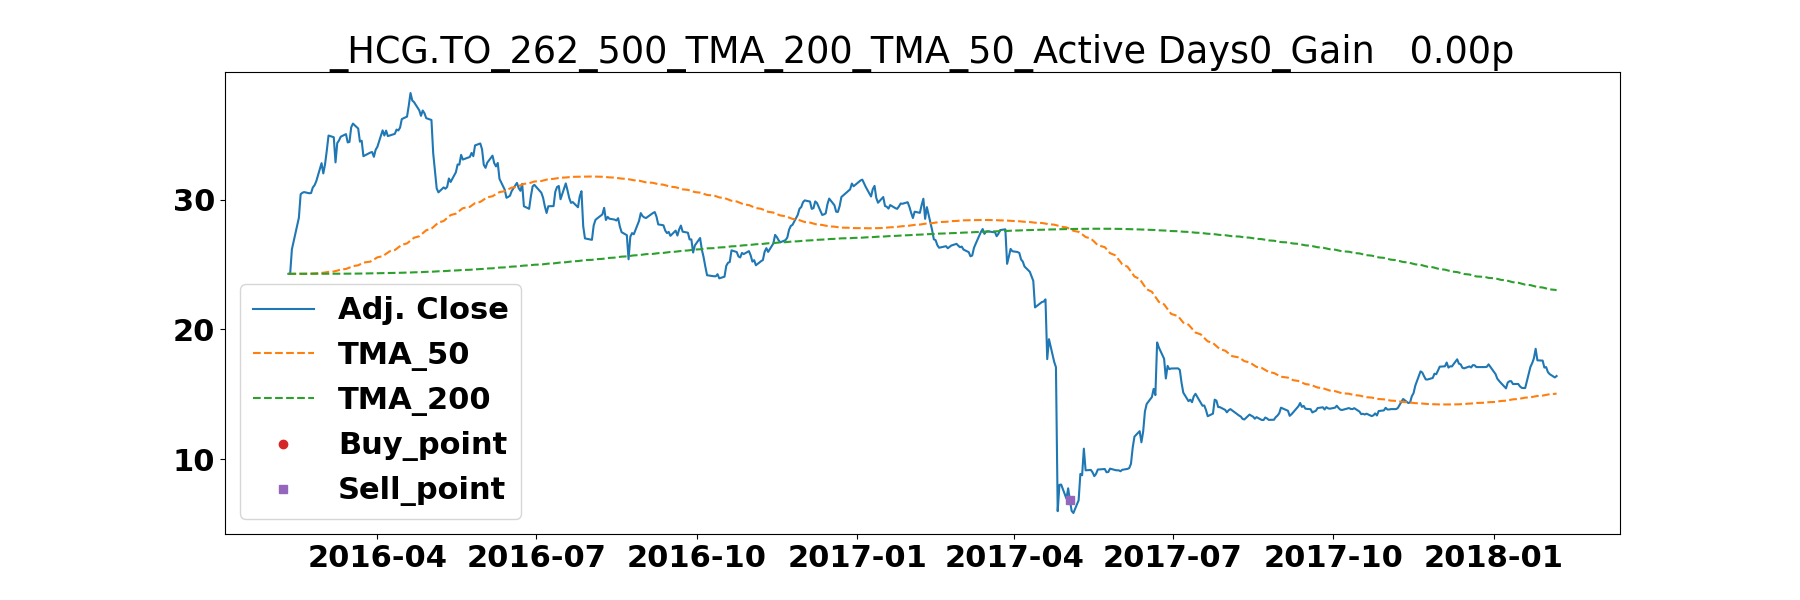 _HCG.TO_262_500_TMA_200_TMA_50_Active Days0_Gain   0.00p
30
20
10
Adj. Close
TMA_50
TMA_200
Buy_point
Sell_point
2016-04 2016-07 2016-10 2017-01 2017-04 2017-07 2017-10 2018-01